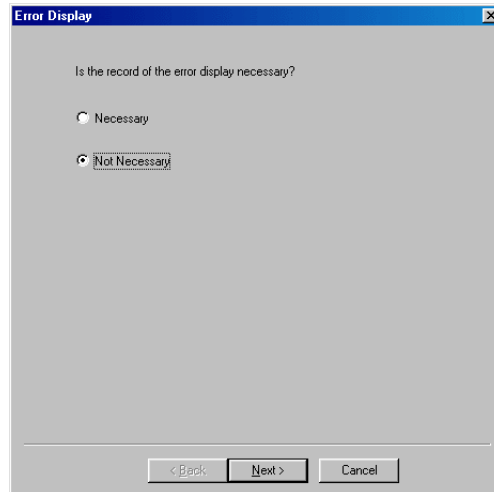 Error Display
Is the record of the error display necessary?
Necessary
Not Necessary
< Back Next > Cancel